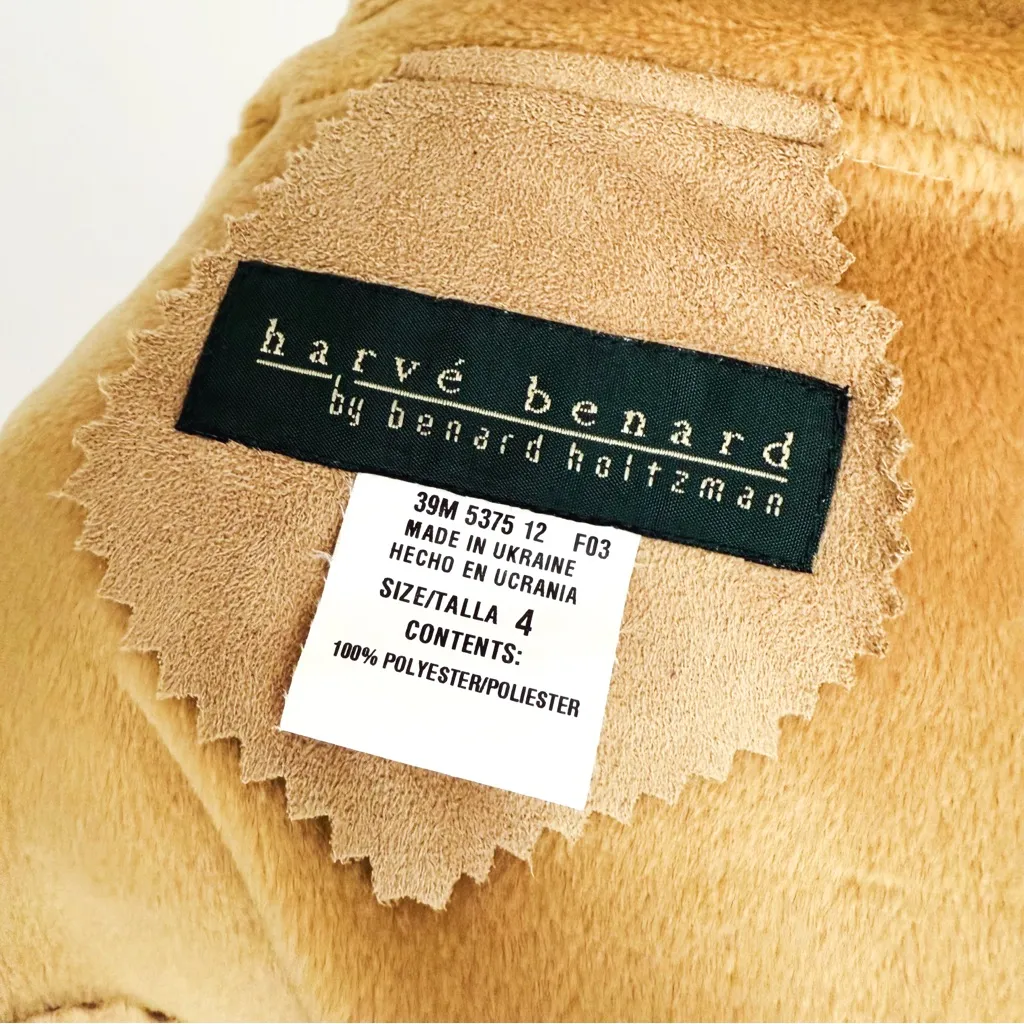 harvé benard
by benard holtzman
39M 5375 12 F03
MADE IN UKRAINE
HECHO EN UCRANIA
SIZE/TALLA 4
CONTENTS:
100% POLYESTER/POLIESTER